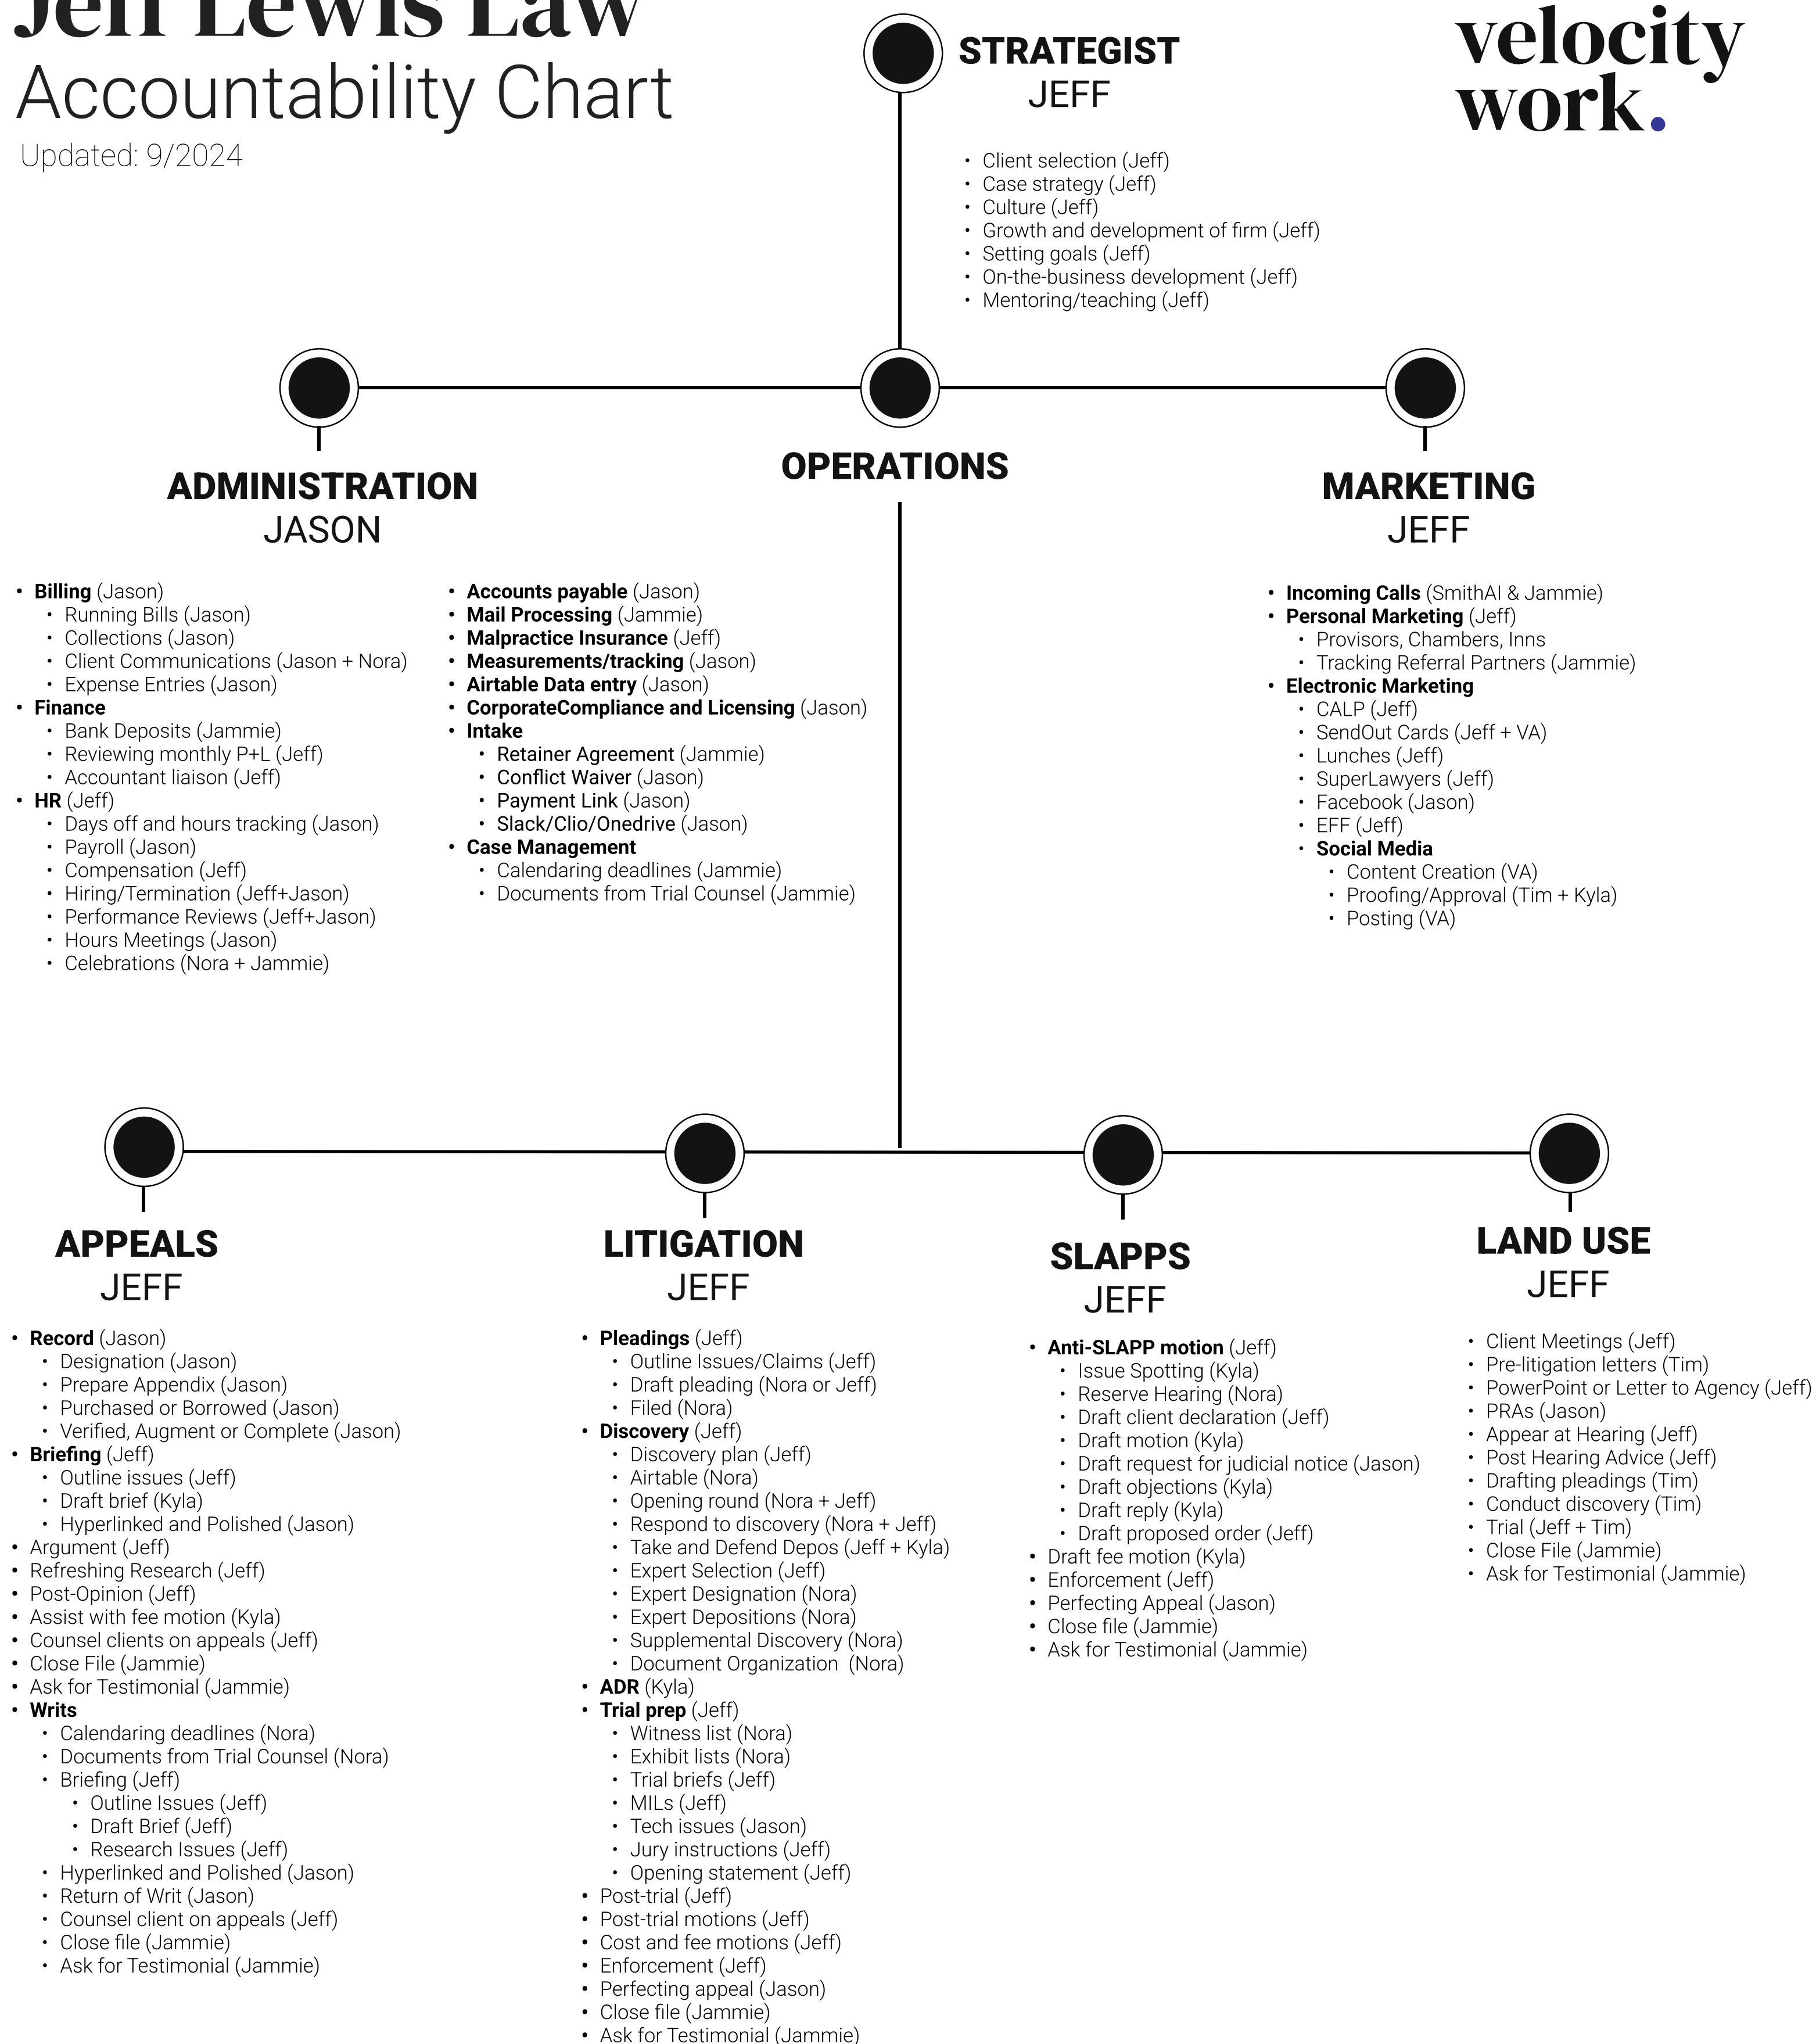 Jeff Lewis Law
Accountability Chart
Updated: 9/2024
velocity
work.
STRATEGIST
JEFF
• Client selection (Jeff)
• Case strategy (Jeff)
• Culture (Jeff)
• Growth and development of firm (Jeff)
• Setting goals (Jeff)
• On-the-business development (Jeff)
• Mentoring/teaching (Jeff)
ADMINISTRATION
JASON
• Billing (Jason)
• Running Bills (Jason)
• Collections (Jason)
• Client Communications (Jason + Nora)
• Expense Entries (Jason)
• Finance
• Bank Deposits (Jammie)
• Reviewing monthly P+L (Jeff)
• Accountant liaison (Jeff)
• HR (Jeff)
• Days off and hours tracking (Jason)
• Payroll (Jason)
• Compensation (Jeff)
• Hiring/Termination (Jeff+Jason)
• Performance Reviews (Jeff+Jason)
• Hours Meetings (Jason)
• Celebrations (Nora + Jammie)
• Accounts payable (Jason)
• Mail Processing (Jammie)
• Malpractice Insurance (Jeff)
• Measurements/tracking (Jason)
• Airtable Data entry (Jason)
• CorporateCompliance and Licensing (Jason)
• Intake
• Retainer Agreement (Jammie)
• Conflict Waiver (Jason)
• Payment Link (Jason)
• Slack/Clio/Onedrive (Jason)
• Case Management
• Calendaring deadlines (Jammie)
• Documents from Trial Counsel (Jammie)
OPERATIONS
MARKETING
JEFF
• Incoming Calls (SmithAI & Jammie)
• Personal Marketing (Jeff)
• Provisors, Chambers, Inns
• Tracking Referral Partners (Jammie)
• Electronic Marketing
• CALP (Jeff)
• SendOut Cards (Jeff + VA)
• Lunches (Jeff)
• SuperLawyers (Jeff)
• Facebook (Jason)
• EFF (Jeff)
• Social Media
• Content Creation (VA)
• Proofing/Approval (Tim + Kyla)
• Posting (VA)
APPEALS
JEFF
• Record (Jason)
• Designation (Jason)
• Prepare Appendix (Jason)
• Purchased or Borrowed (Jason)
• Verified, Augment or Complete (Jason)
• Briefing (Jeff)
• Outline issues (Jeff)
• Draft brief (Kyla)
• Hyperlinked and Polished (Jason)
• Argument (Jeff)
• Refreshing Research (Jeff)
• Post-Opinion (Jeff)
• Assist with fee motion (Kyla)
• Counsel clients on appeals (Jeff)
• Close File (Jammie)
• Ask for Testimonial (Jammie)
• Writs
• Calendaring deadlines (Nora)
• Documents from Trial Counsel (Nora)
• Briefing (Jeff)
• Outline Issues (Jeff)
• Draft Brief (Jeff)
• Research Issues (Jeff)
• Hyperlinked and Polished (Jason)
• Return of Writ (Jason)
• Counsel client on appeals (Jeff)
• Close file (Jammie)
• Ask for Testimonial (Jammie)
LITIGATION
JEFF
• Pleadings (Jeff)
• Outline Issues/Claims (Jeff)
• Draft pleading (Nora or Jeff)
• Filed (Nora)
• Discovery (Jeff)
• Discovery plan (Jeff)
• Airtable (Nora)
• Opening round (Nora + Jeff)
• Respond to discovery (Nora + Jeff)
• Take and Defend Depos (Jeff + Kyla)
• Expert Selection (Jeff)
• Expert Designation (Nora)
• Expert Depositions (Nora)
• Supplemental Discovery (Nora)
• Document Organization (Nora)
• ADR (Kyla)
• Trial prep (Jeff)
• Witness list (Nora)
• Exhibit lists (Nora)
• Trial briefs (Jeff)
• MILs (Jeff)
• Tech issues (Jason)
• Jury instructions (Jeff)
• Opening statement (Jeff)
• Post-trial (Jeff)
• Post-trial motions (Jeff)
• Cost and fee motions (Jeff)
• Enforcement (Jeff)
• Perfecting appeal (Jason)
• Close file (Jammie)
• Ask for Testimonial (Jammie)
SLAPPS
JEFF
• Anti-SLAPP motion (Jeff)
• Issue Spotting (Kyla)
• Reserve Hearing (Nora)
• Draft client declaration (Jeff)
• Draft motion (Kyla)
• Draft request for judicial notice (Jason)
• Draft objections (Kyla)
• Draft reply (Kyla)
• Draft proposed order (Jeff)
• Draft fee motion (Kyla)
• Enforcement (Jeff)
• Perfecting Appeal (Jason)
• Close file (Jammie)
• Ask for Testimonial (Jammie)
LAND USE
JEFF
• Client Meetings (Jeff)
• Pre-litigation letters (Tim)
• PowerPoint or Letter to Agency (Jeff)
• PRAs (Jason)
• Appear at Hearing (Jeff)
• Post Hearing Advice (Jeff)
• Drafting pleadings (Tim)
• Conduct discovery (Tim)
• Trial (Jeff + Tim)
• Close File (Jammie)
• Ask for Testimonial (Jammie)